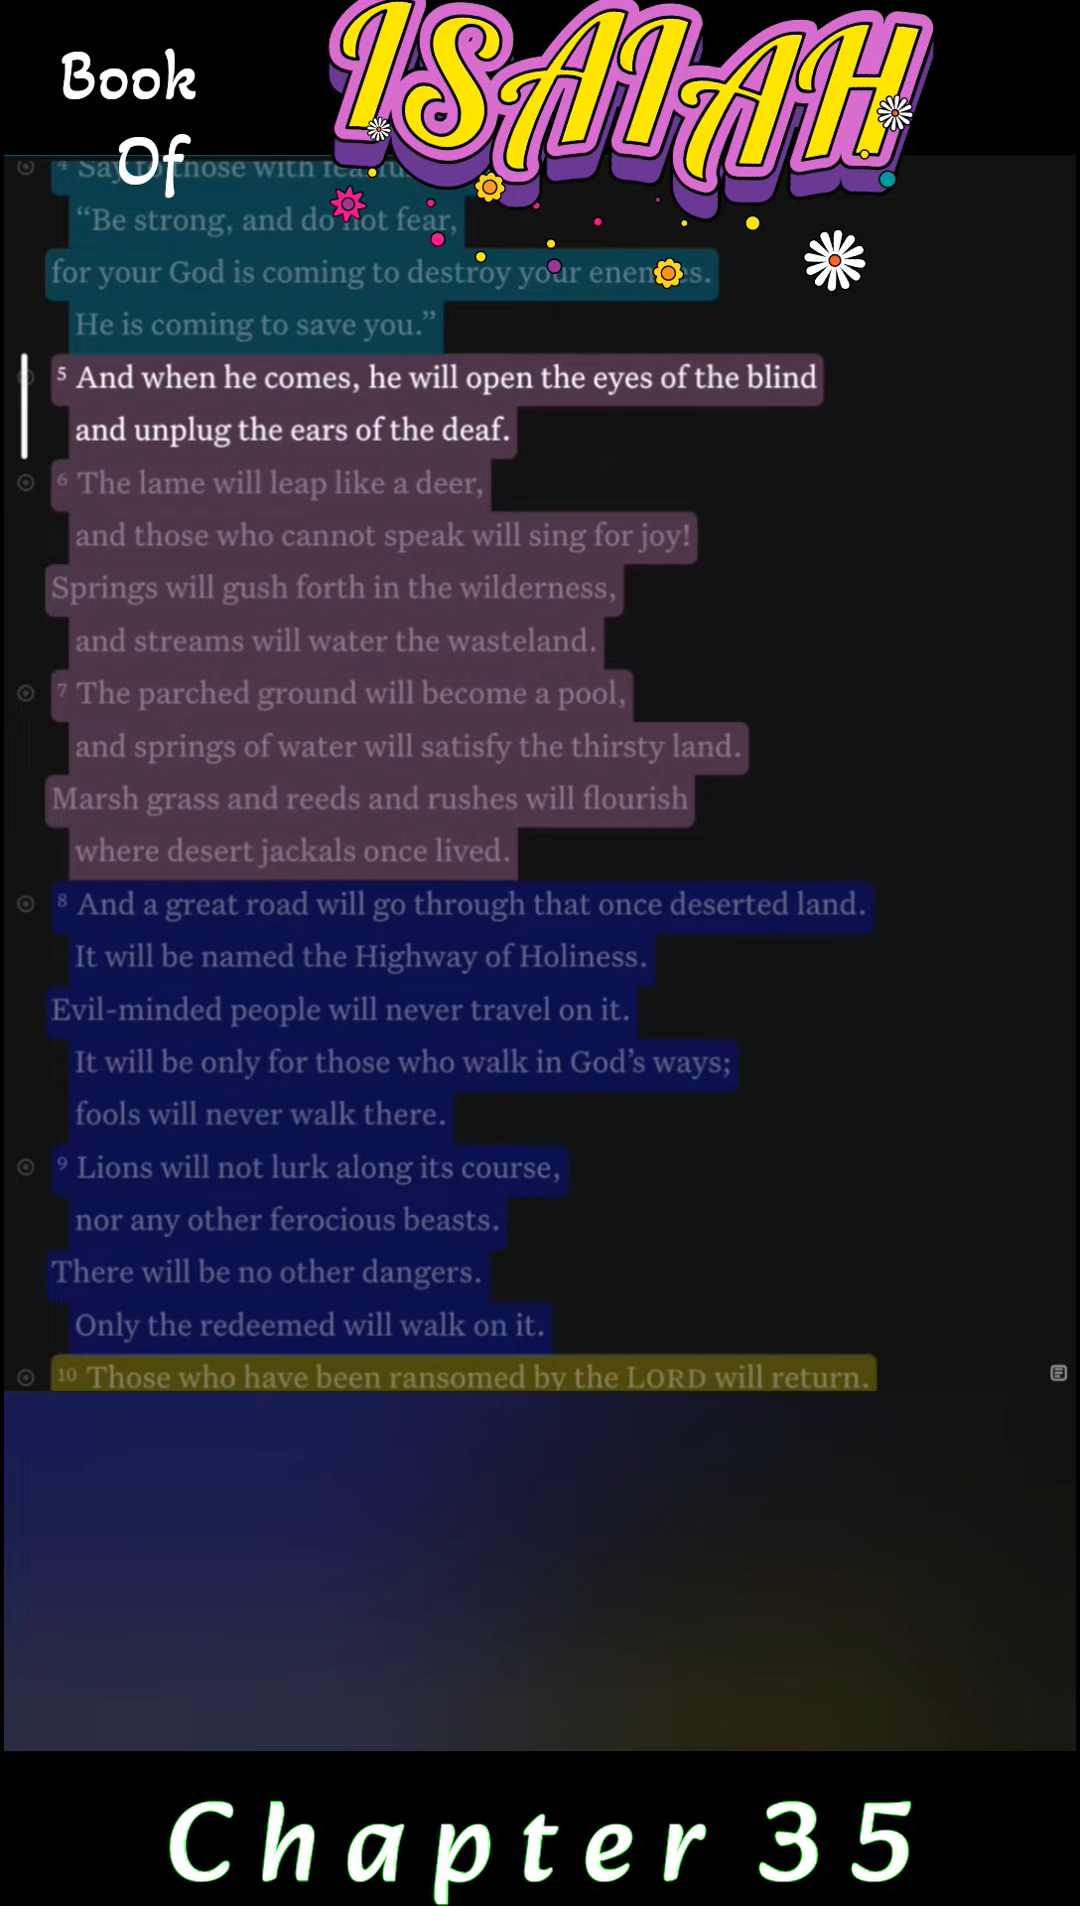 Book
Of
ISAIAH
4 Say to those with
“Be strong, and do not fear,
for your God is coming to destroy your enemies.
He is coming to save you.”
5 And when he comes, he will open the eyes of the blind
and unplug the ears of the deaf.
6 The lame will leap like a deer,
and those who cannot speak will sing for joy!
Springs will gush forth in the wilderness,
and streams will water the wasteland.
7 The parched ground will become a pool,
and springs of water will satisfy the thirsty land.
Marsh grass and reeds and rushes will flourish
where desert jackals once lived.
8 And a great road will go through that once deserted land.
It will be named the Highway of Holiness.
Evil-minded people will never travel on it.
It will be only for those who walk in God’s ways;
fools will never walk there.
9 Lions will not lurk along its course,
nor any other ferocious beasts.
There will be no other dangers.
Only the redeemed will walk on it.
10 Those who have been ransomed by the LORD will return.
Chapter 35